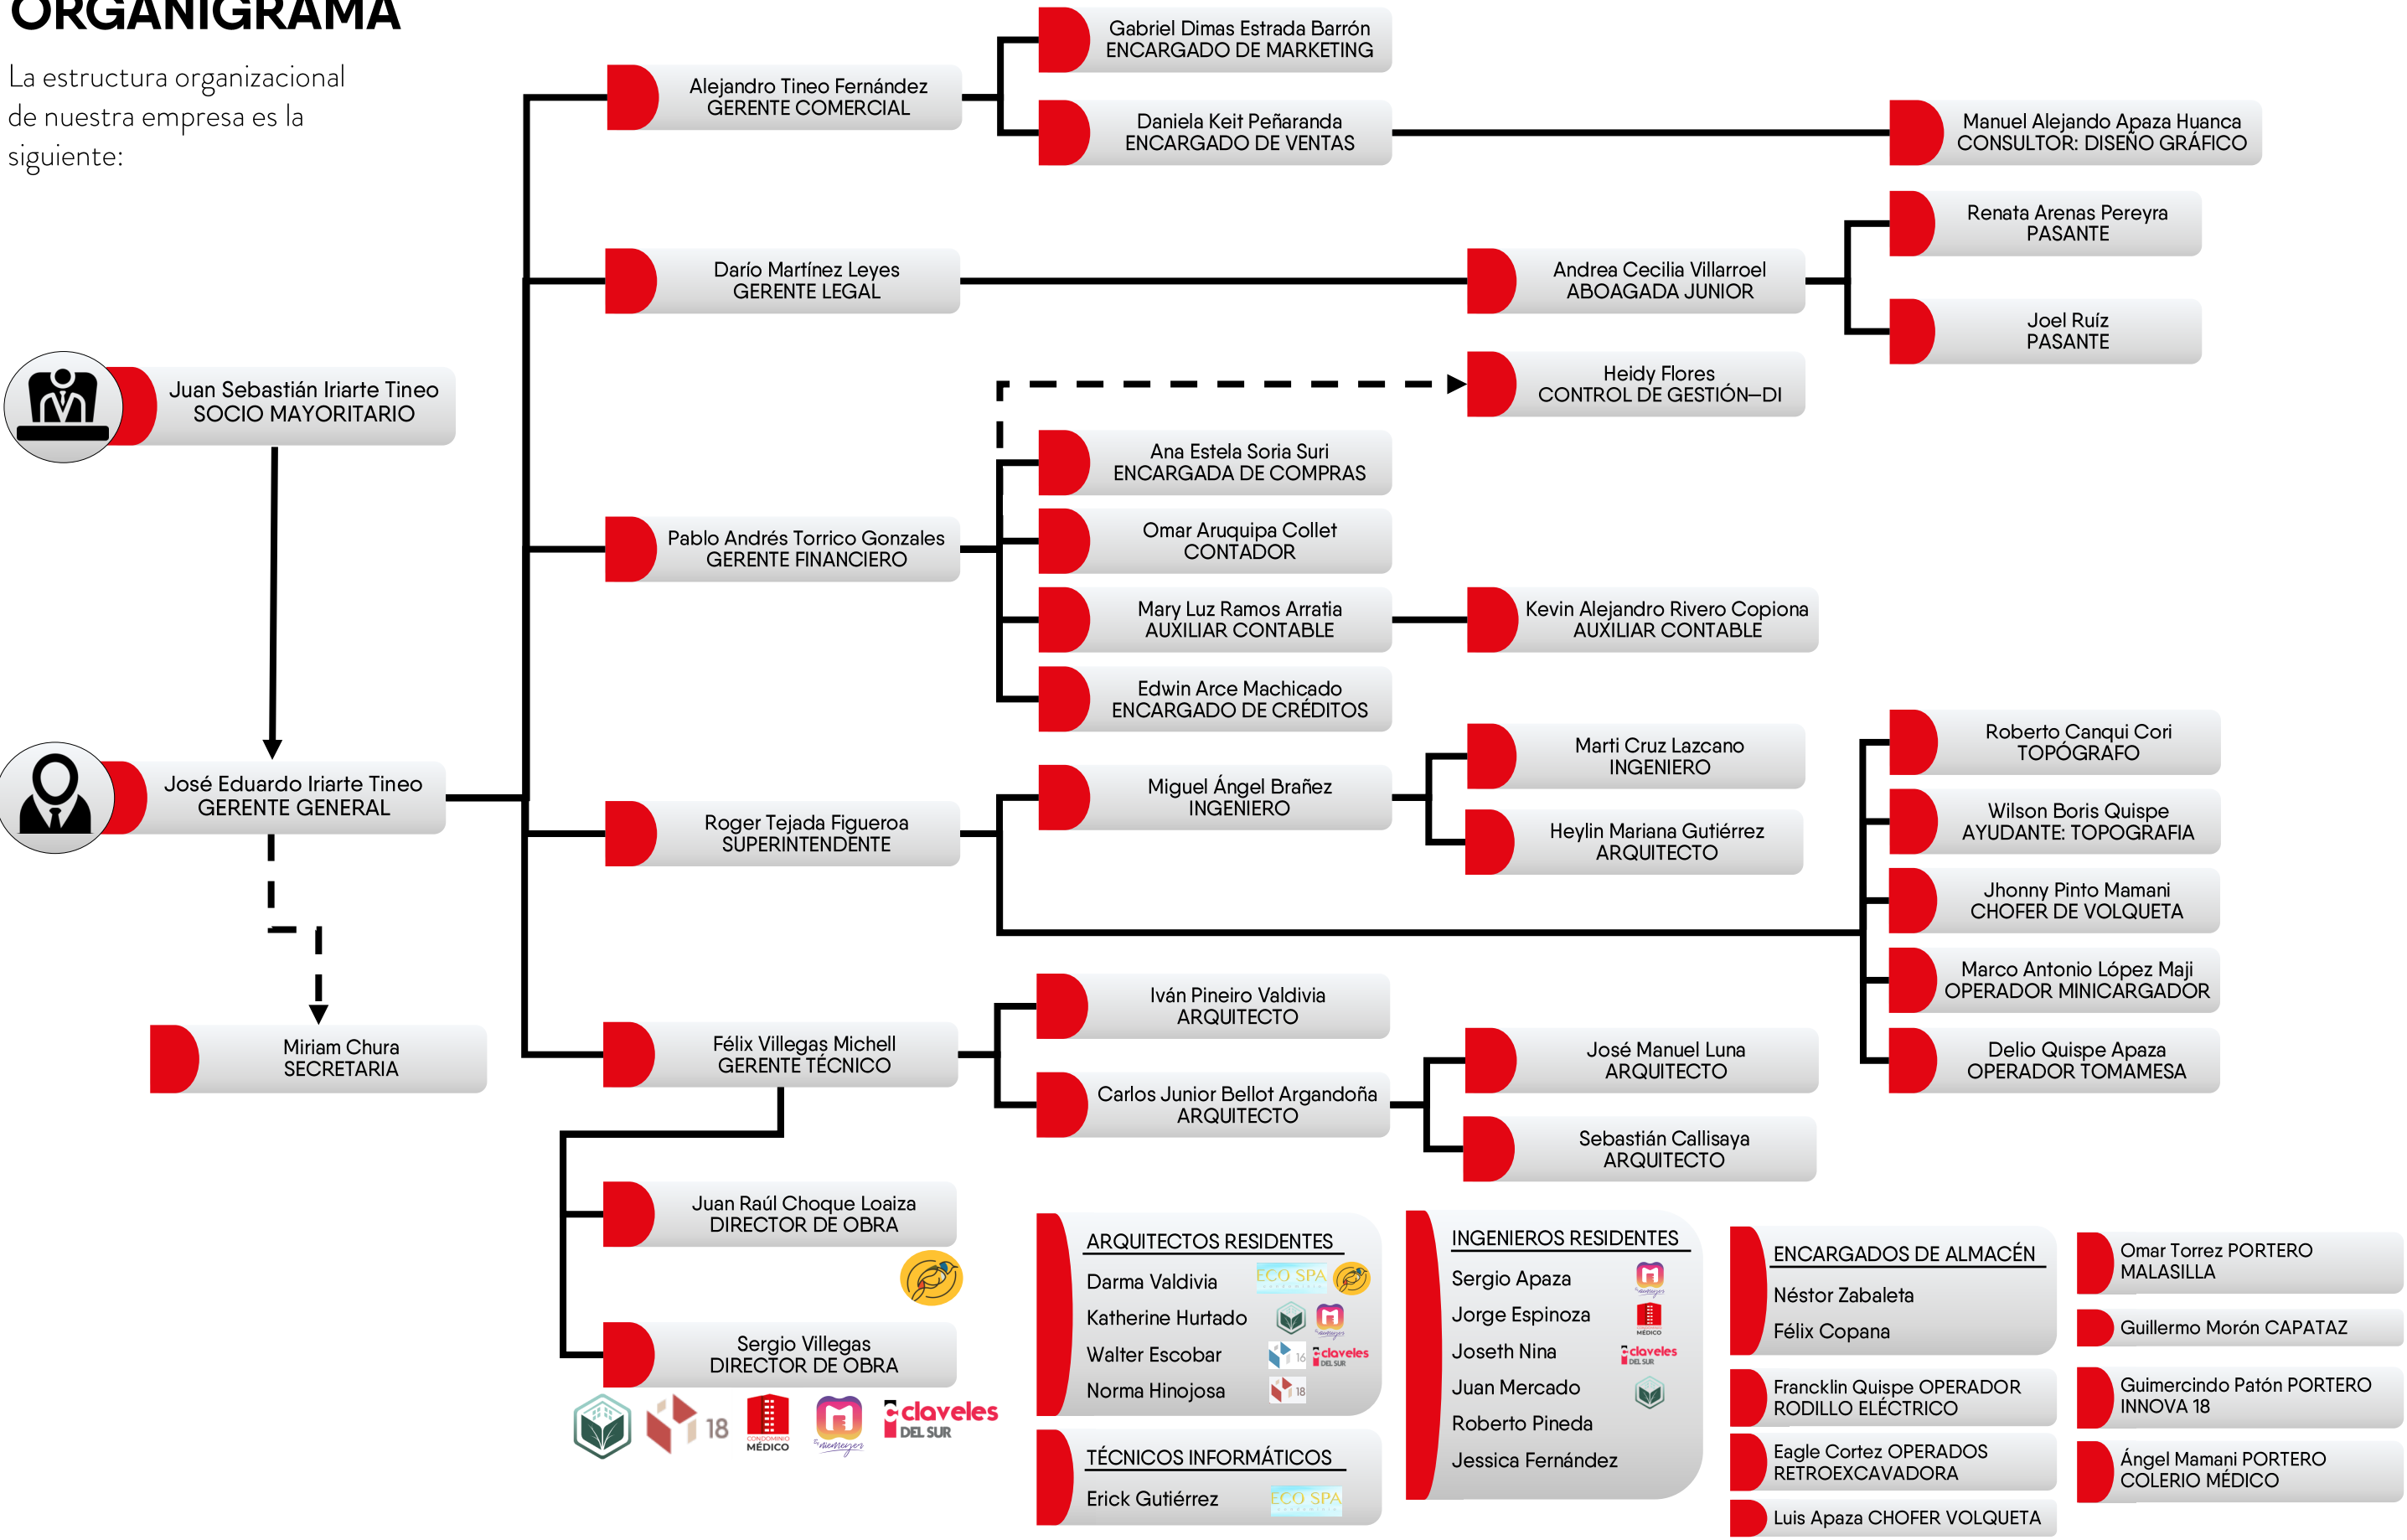 ORGANIGRAMA
La estructura organizacional
de nuestra empresa es la
siguiente:
Juan Sebastián Iriarte Tineo
SOCIO MAYORITARIO
José Eduardo Iriarte Tineo
GERENTE GENERAL
Miriam Chura
SECRETARIA
Alejandro Tineo Fernández
GERENTE COMERCIAL
Gabriel Dimas Estrada Barrón
ENCARGADO DE MARKETING
Daniela Keit Peñaranda
ENCARGADO DE VENTAS
Manuel Alejando Apaza Huanca
CONSULTOR: DISEÑO GRÁFICO
Darío Martínez Leyes
GERENTE LEGAL
Andrea Cecilia Villarroel
ABOAGADA JUNIOR
Renata Arenas Pereyra
PASANTE
Joel Ruíz
PASANTE
Pablo Andrés Torrico Gonzales
GERENTE FINANCIERO
Heidy Flores
CONTROL DE GESTIÓN–DI
Ana Estela Soria Suri
ENCARGADA DE COMPRAS
Omar Aruquipa Collet
CONTADOR
Mary Luz Ramos Arratia
AUXILIAR CONTABLE
Kevin Alejandro Rivero Copiona
AUXILIAR CONTABLE
Edwin Arce Machicado
ENCARGADO DE CRÉDITOS
Roger Tejada Figueroa
SUPERINTENDENTE
Miguel Ángel Brañez
INGENIERO
Marti Cruz Lazcano
INGENIERO
Heylin Mariana Gutiérrez
ARQUITECTO
Roberto Canqui Cori
TOPÓGRAFO
Wilson Boris Quispe
AYUDANTE: TOPOGRAFIA
Jhonny Pinto Mamani
CHOFER DE VOLQUETA
Marco Antonio López Maji
OPERADOR MINICARGADOR
Delio Quispe Apaza
OPERADOR TOMAMESA
Félix Villegas Michell
GERENTE TÉCNICO
Iván Pineiro Valdivia
ARQUITECTO
Carlos Junior Bellot Argandoña
ARQUITECTO
José Manuel Luna
ARQUITECTO
Sebastián Callisaya
ARQUITECTO
Juan Raúl Choque Loaiza
DIRECTOR DE OBRA
Sergio Villegas
DIRECTOR DE OBRA
18
CONDOMINIO
MÉDICO
niemeyer
claveles
DEL SUR
ARQUITECTOS RESIDENTES
Darma Valdivia ECO SPA
Katherine Hurtado
Walter Escobar 16 claveles DEL SUR
Norma Hinojosa 18
TÉCNICOS INFORMÁTICOS
Erick Gutiérrez ECO SPA
INGENIEROS RESIDENTES
Sergio Apaza
Jorge Espinoza MÉDICO
Joseth Nina claveles DEL SUR
Juan Mercado
Roberto Pineda
Jessica Fernández
ENCARGADOS DE ALMACÉN
Néstor Zabaleta
Félix Copana
Francklin Quispe OPERADOR
RODILLO ELÉCTRICO
Eagle Cortez OPERADOS
RETROEXCAVADORA
Luis Apaza CHOFER VOLQUETA
Omar Torrez PORTERO
MALASILLA
Guillermo Morón CAPATAZ
Guimercindo Patón PORTERO
INNOVA 18
Ángel Mamani PORTERO
COLERIO MÉDICO